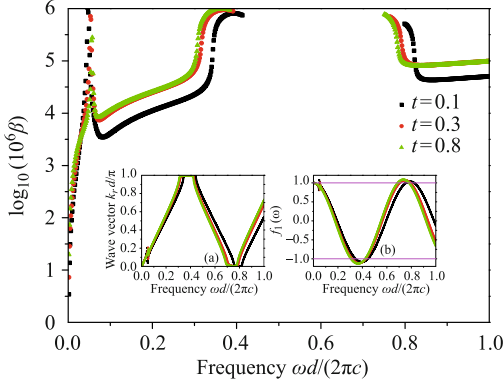 6
5
4
3
2
1
0
log₁₀ (10⁶β)
t=0.1
t=0.3
t=0.8
1.0
0.8
0.6
0.4
0.2
0.0
Wave vector kᵣd/π
(a)
0.0 0.2 0.4 0.6 0.8 1.0
Frequency ωd/(2πc)
1.0
0.5
0.0
−0.5
−1.0
f₁(ω)
(b)
0.0 0.2 0.4 0.6 0.8 1.0
Frequency ωd/(2πc)
0.0 0.2 0.4 0.6 0.8 1.0
Frequency ωd/(2πc)